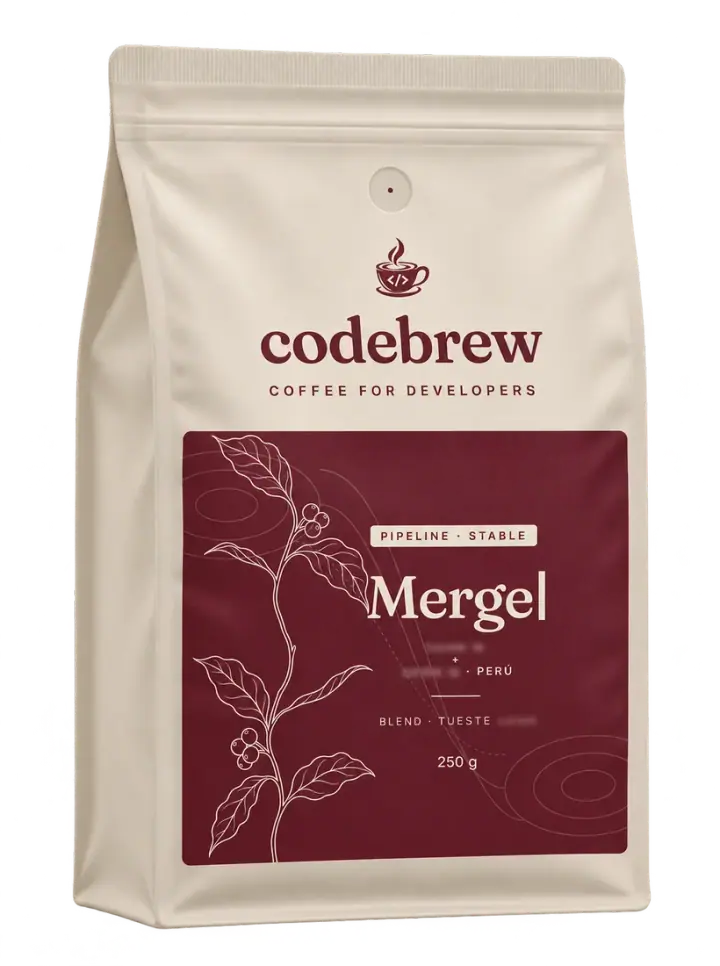 </>
codebrew
COFFEE FOR DEVELOPERS
PIPELINE · STABLE
Merge|
+
· PERÚ
BLEND · TUESTE
250 g